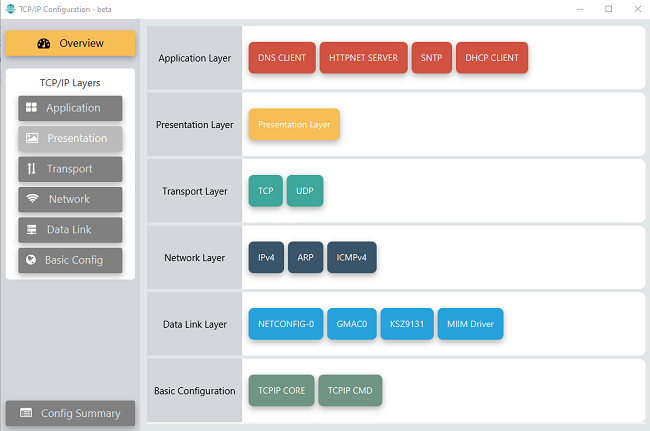 TCP/IP Configuration - beta
Overview
TCP/IP Layers
Application
Presentation
Transport
Network
Data Link
Basic Config
Config Summary
Application Layer
DNS CLIENT
HTTPNET SERVER
SNTP
DHCP CLIENT
Presentation Layer
Presentation Layer
Transport Layer
TCP
UDP
Network Layer
IPv4
ARP
ICMPv4
Data Link Layer
NETCONFIG-0
GMAC0
KSZ9131
MIIM Driver
Basic Configuration
TCPIP CORE
TCPIP CMD